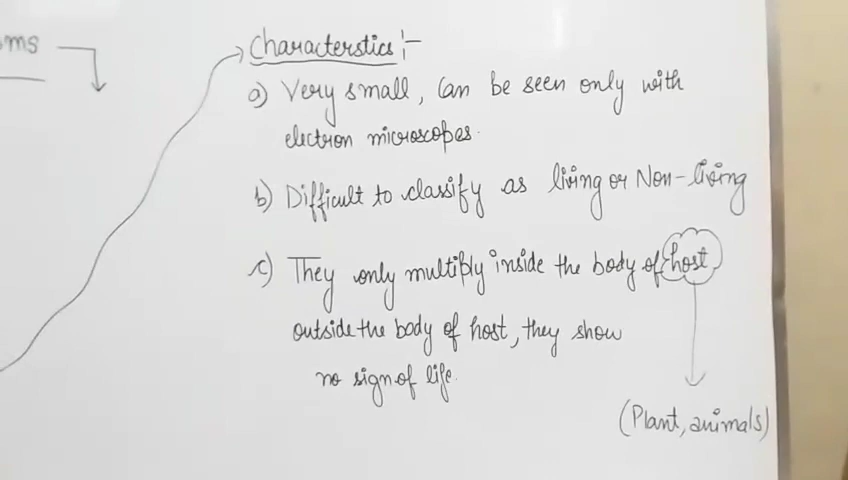 ms
Characterstics :-
a) Very small, can be seen only with
electron microscopes.
b) Difficult to classify as living or Non-living
c) They only multiply inside the body of host
outside the body of host, they show
no sign of life.
(Plant, animals)